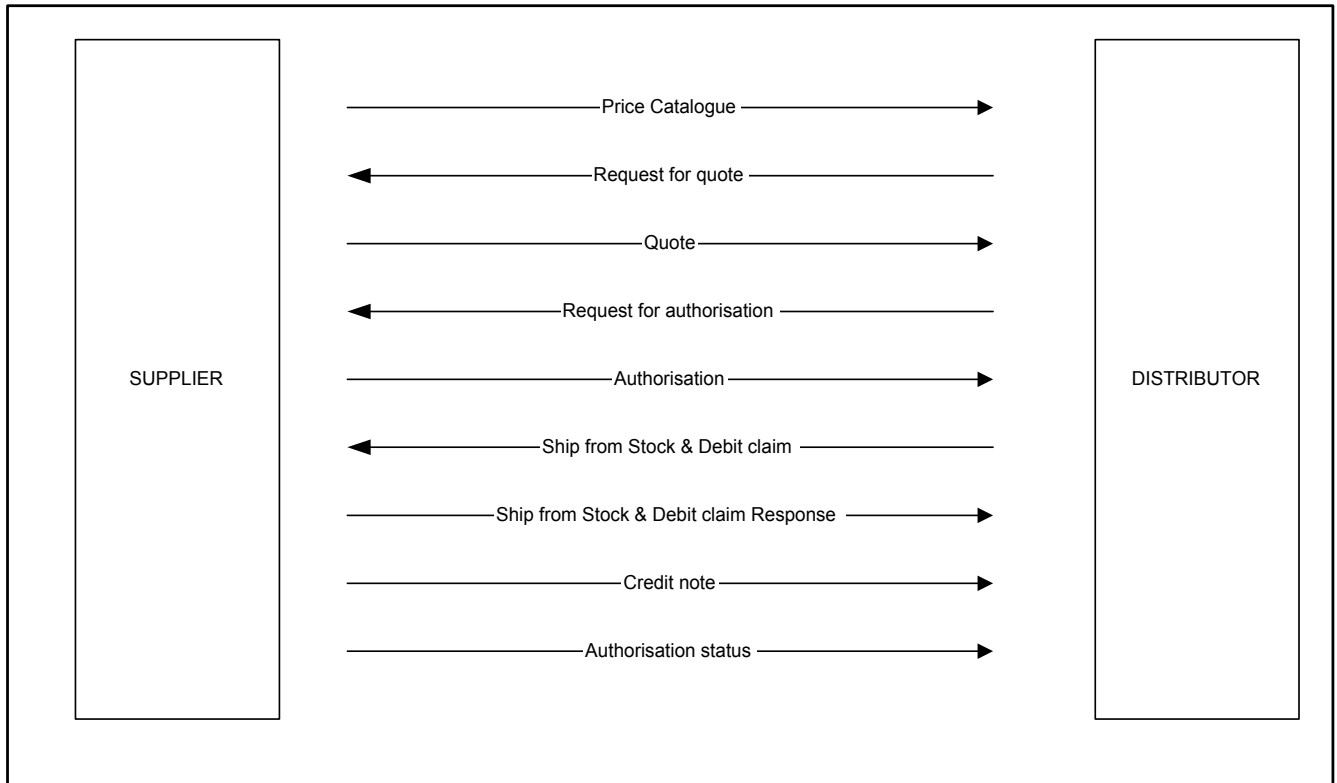 Price Catalogue
Request for quote
Quote
Request for authorisation
SUPPLIER
Authorisation
DISTRIBUTOR
Ship from Stock & Debit claim
Ship from Stock & Debit claim Response
Credit note
Authorisation status